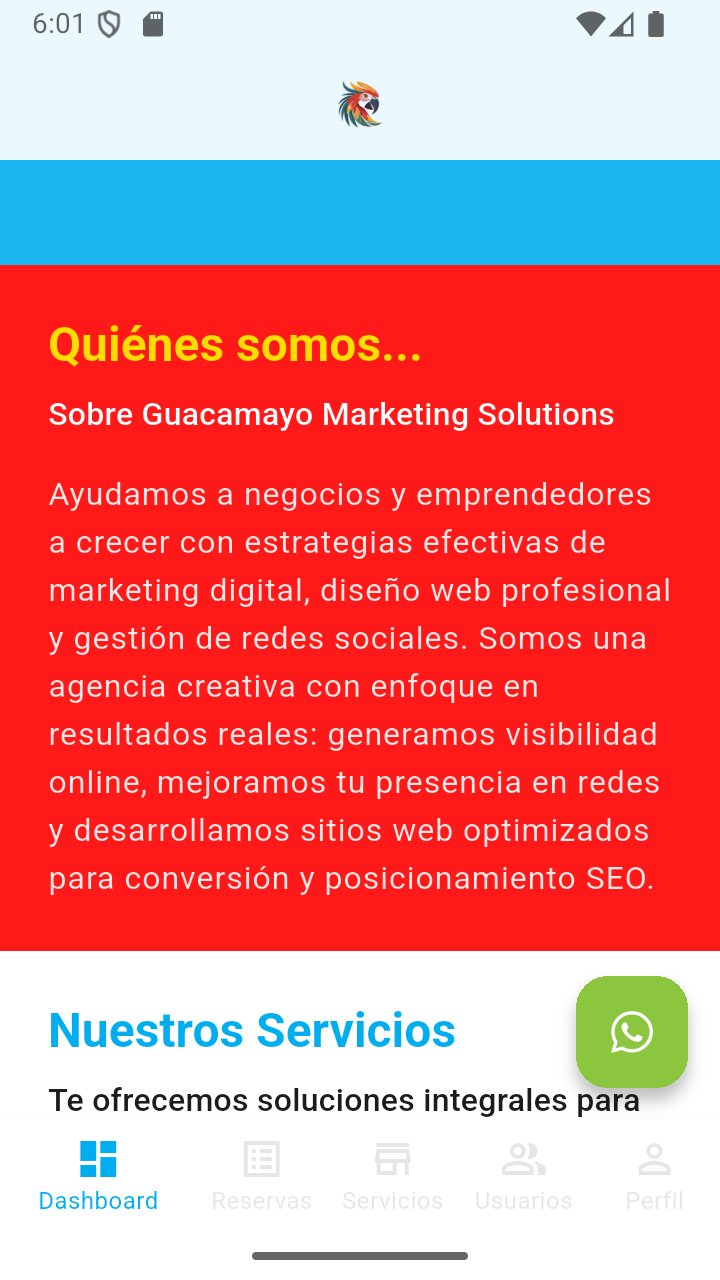 6:01
Quiénes somos...
Sobre Guacamayo Marketing Solutions
Ayudamos a negocios y emprendedores
a crecer con estrategias efectivas de
marketing digital, diseño web profesional
y gestión de redes sociales. Somos una
agencia creativa con enfoque en
resultados reales: generamos visibilidad
online, mejoramos tu presencia en redes
y desarrollamos sitios web optimizados
para conversión y posicionamiento SEO.
Nuestros Servicios
Te ofrecemos soluciones integrales para
Dashboard Reservas Servicios Usuarios Perfil